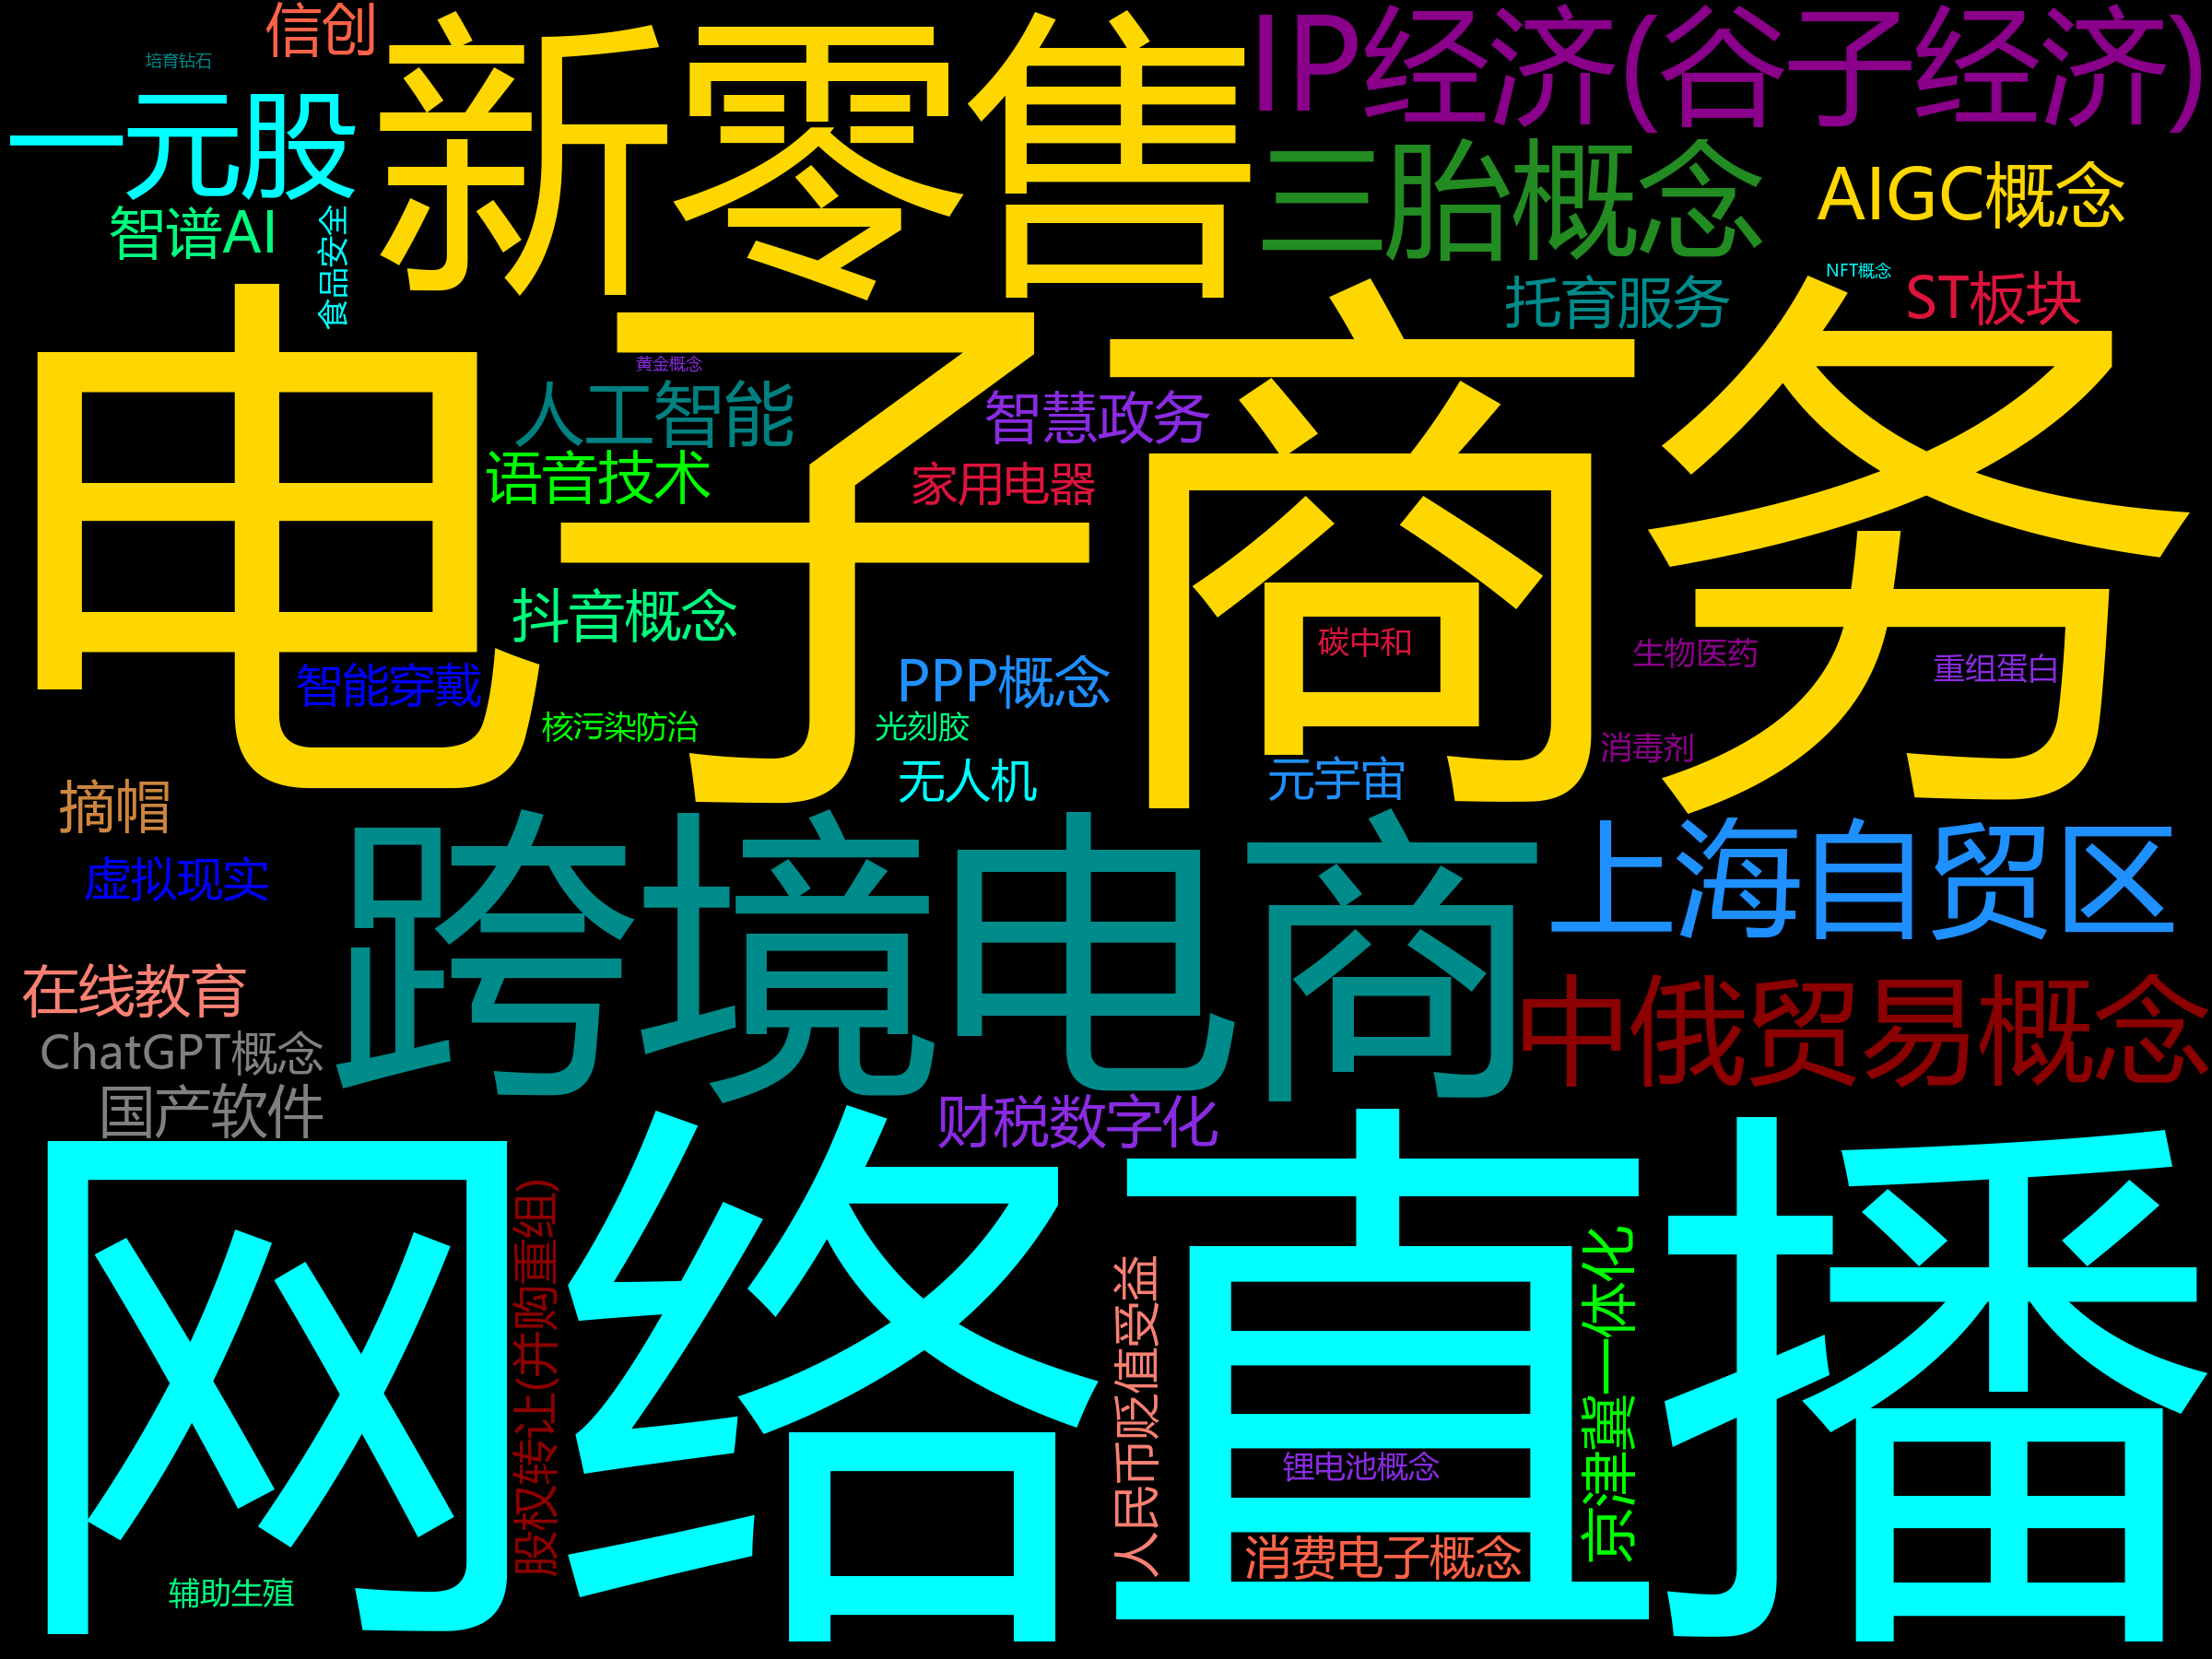 信创
新零售
IP经济(谷子经济)
培育钻石
一元股
三胎概念
AIGC概念
智谱AI
食品安全
托育服务
NFT概念
ST板块
电子商务
黄金概念
人工智能
智慧政务
语音技术
家用电器
抖音概念
碳中和
生物医药
重组蛋白
智能穿戴
PPP概念
核污染防治
光刻胶
消毒剂
无人机
元宇宙
摘帽
跨境电商
上海自贸区
虚拟现实
在线教育
中俄贸易概念
ChatGPT概念
国产软件
财税数字化
网络直播
股权转让(并购重组)
人民币贬值受益
京津冀一体化
锂电池概念
消费电子概念
辅助生殖